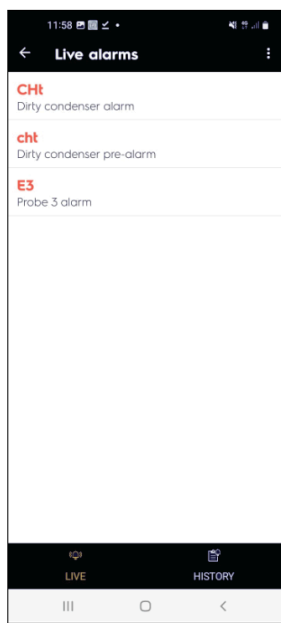 11:58
Live alarms
CHt
Dirty condenser alarm
cht
Dirty condenser pre-alarm
E3
Probe 3 alarm
LIVE
HISTORY